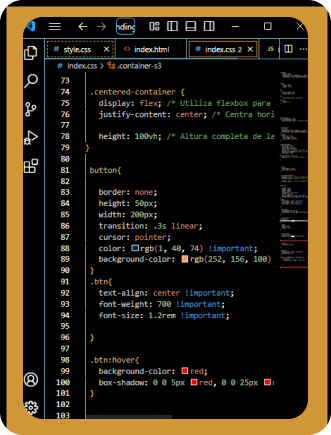 nding
style.css
index.html
index.css 2
JS
index.css > .container-s3
73
74 .centered-container {
75 display: flex; /* Utiliza flexbox para
76 justify-content: center; /* Centra hori
77
78 height: 100vh; /* Altura completa de la
79 }
80
81 button{
82
83 border: none;
84 height: 50px;
85 width: 200px;
86 transition: .3s linear;
87 cursor: pointer;
88 color: rgb(1, 40, 74) !important;
89 background-color: rgb(252, 156, 100)
90 }
91 .btn{
92 text-align: center !important;
93 font-weight: 700 !important;
94 font-size: 1.2rem !important;
95
96 }
97
98 .btn:hover{
99 background-color: red;
100 box-shadow: 0 0 5px red, 0 0 25px
101 }
102
103